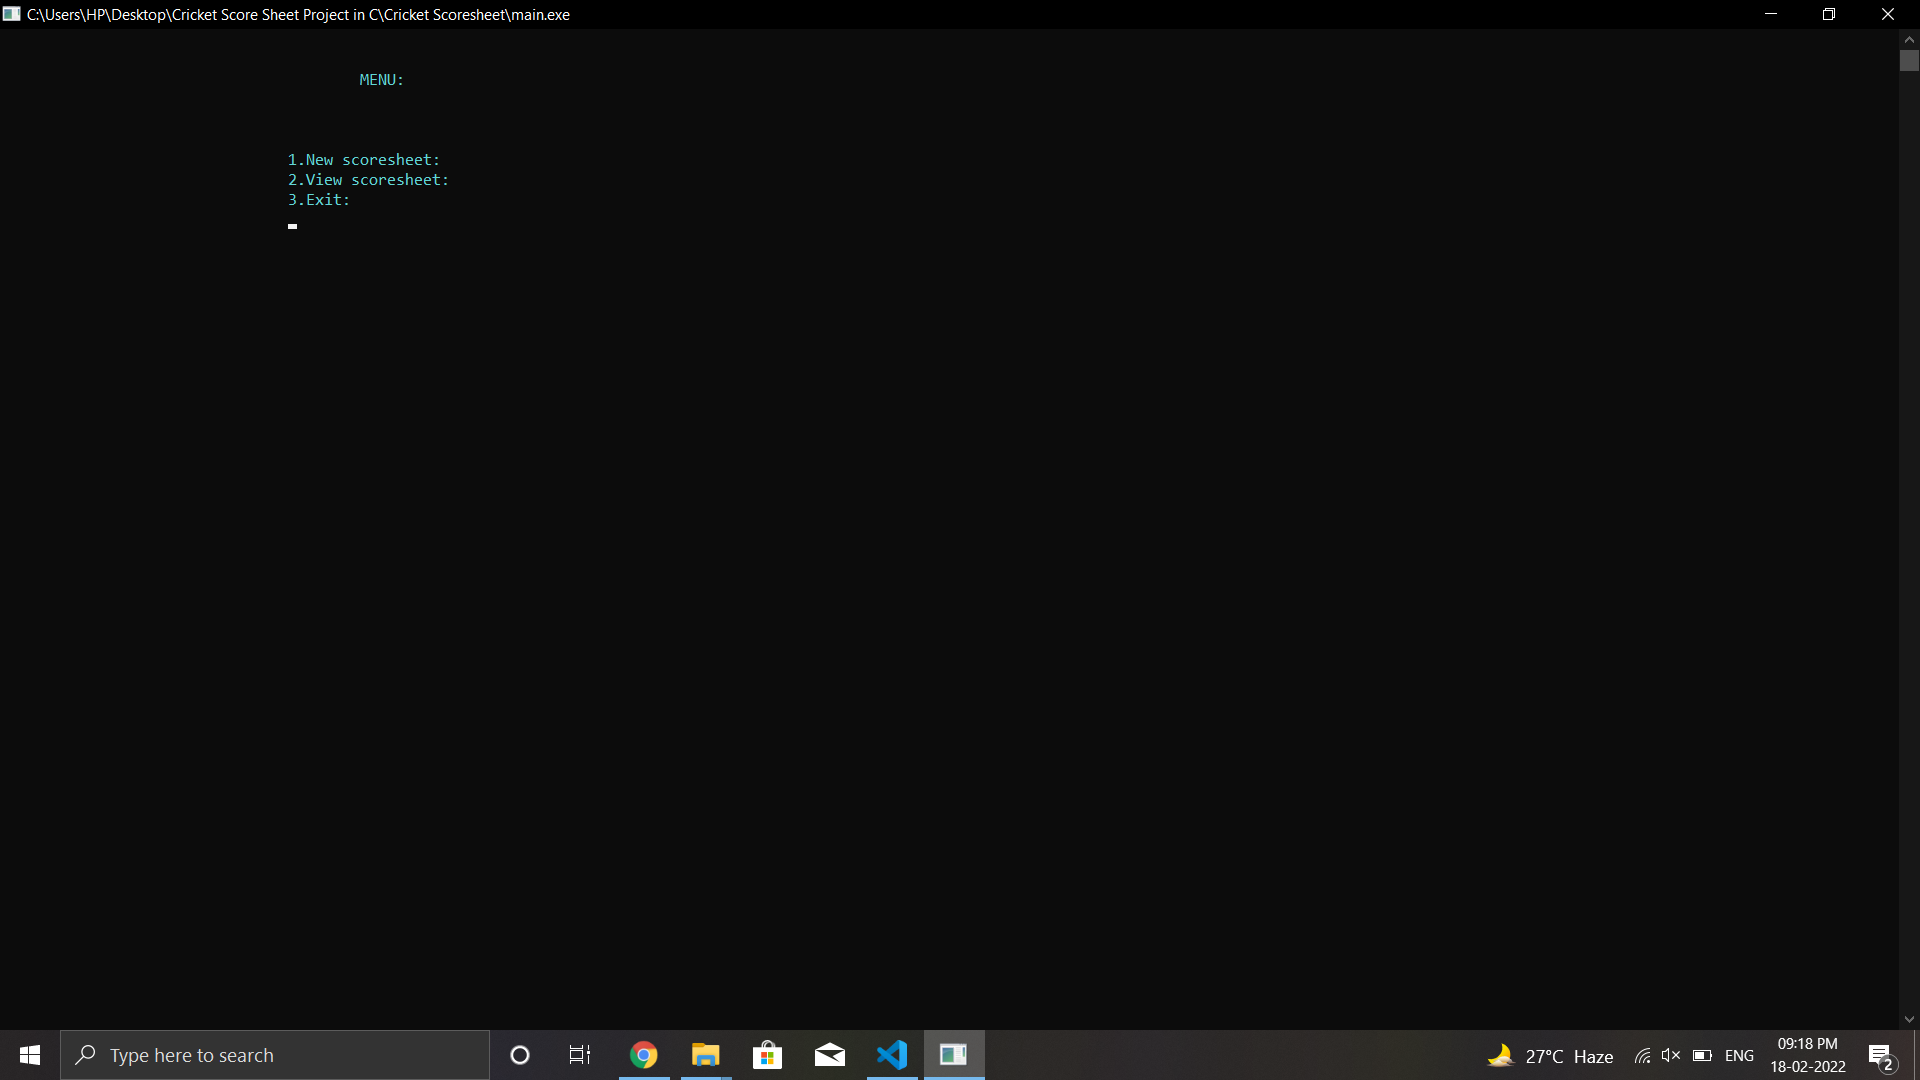 C:\Users\HP\Desktop\Cricket Score Sheet Project in C\Cricket Scoresheet\main.exe
MENU:
1.New scoresheet:
2.View scoresheet:
3.Exit:
Type here to search
27°C Haze
ENG
09:18 PM
18-02-2022
2